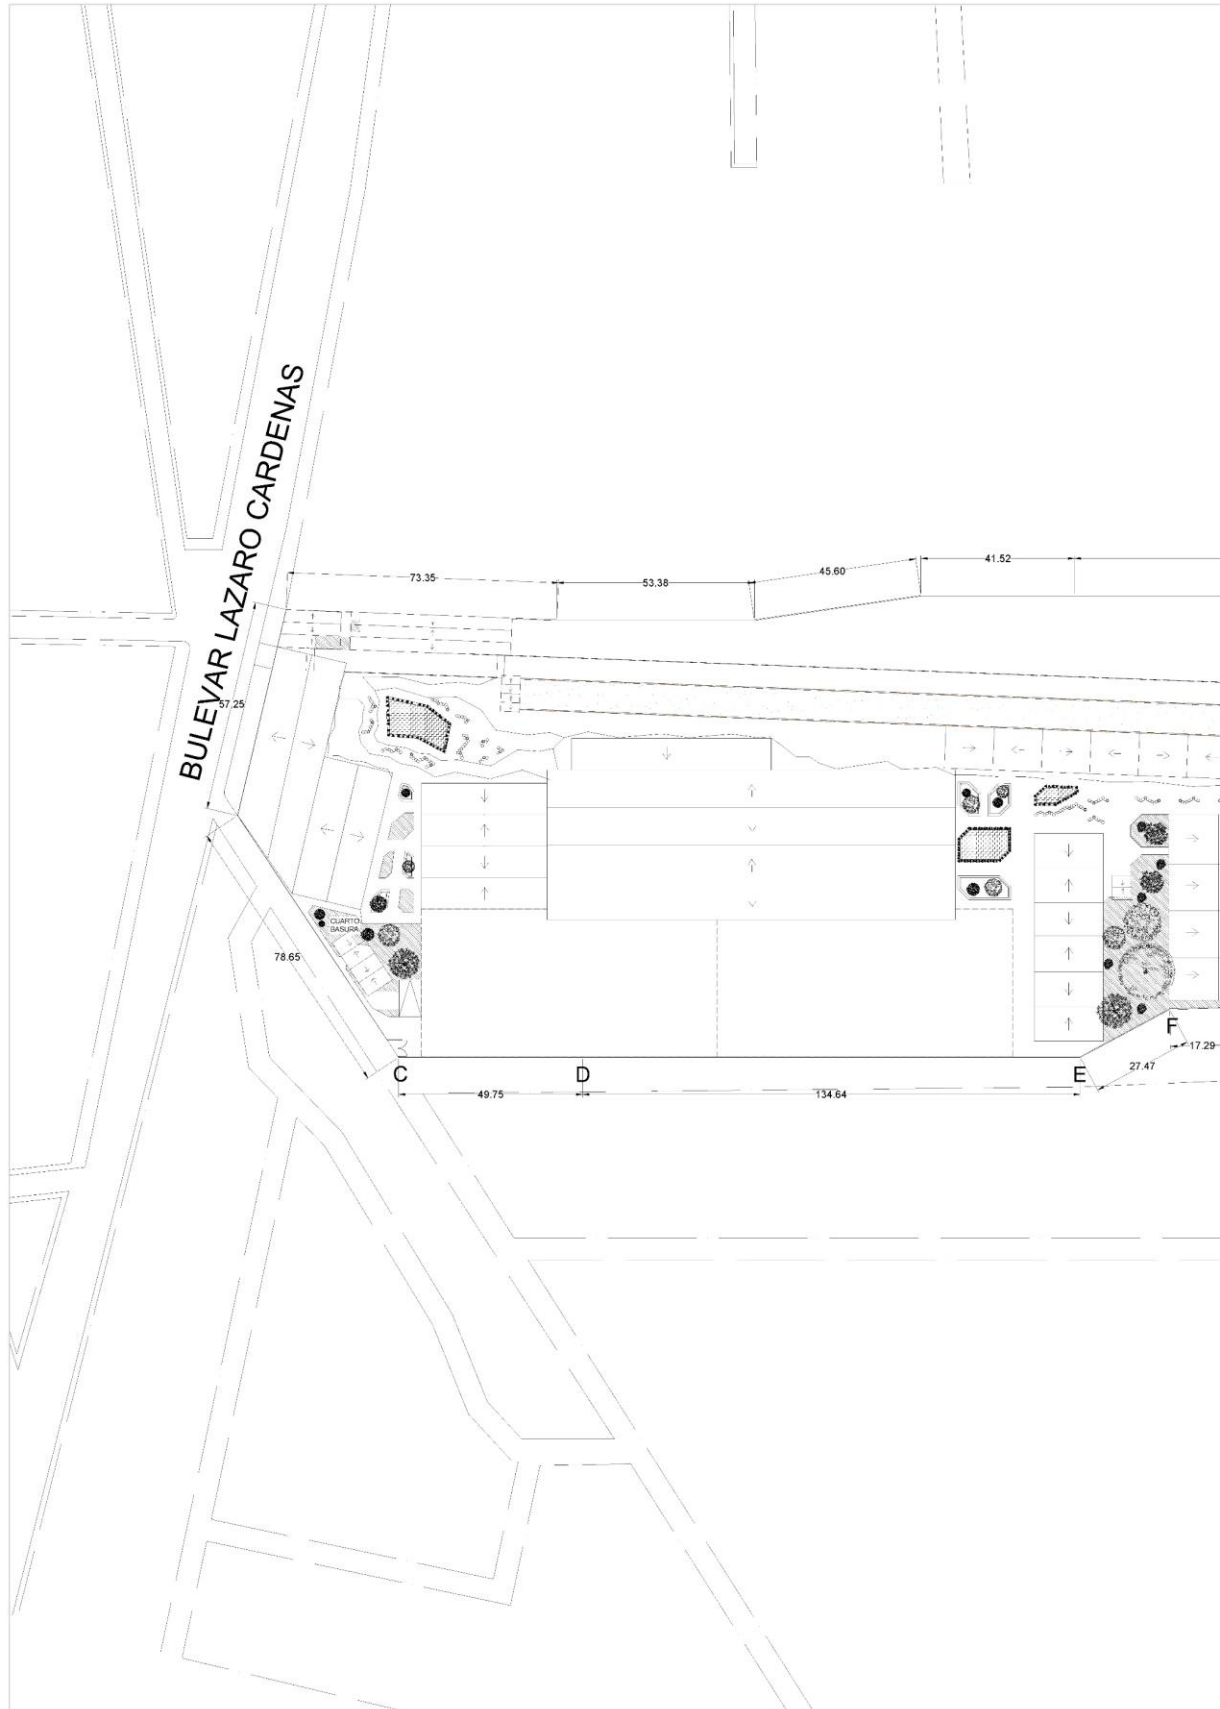 BULEVAR LAZARO CARDENAS
73.35
53.38
45.60
41.52
57.25
78.65
CUARTO
BASURA
C
D
E
F
49.75
134.64
27.47
17.29